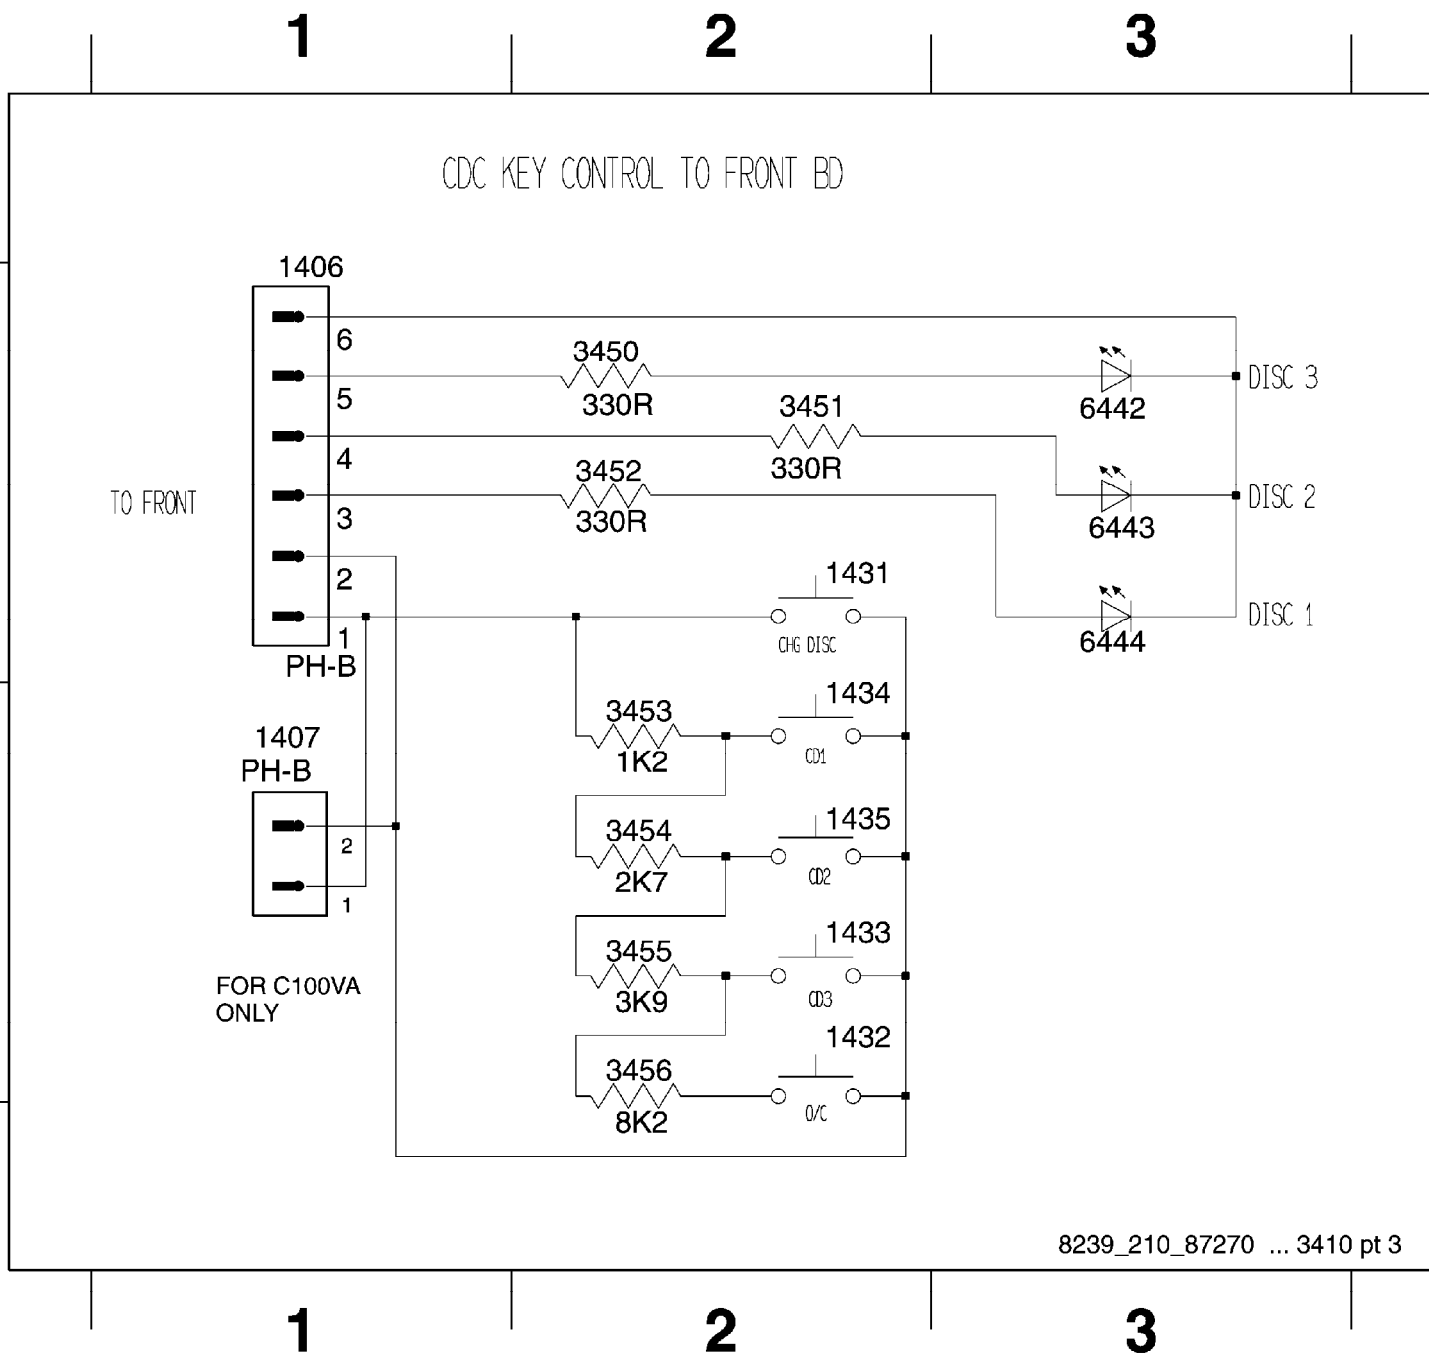 1 2 3
CDC KEY CONTROL TO FRONT BD
1406
6
3450
5
330R
3451
6442
DISC 3
4
330R
3452
TO FRONT
3
330R
6443
DISC 2
2
1431
1
CHG DISC
6444
DISC 1
PH-B
1434
3453
1K2
CD1
1407
PH-B
1435
3454
2
2K7
CD2
1
1433
3455
3K9
CD3
FOR C100VA
ONLY
1432
3456
8K2
O/C
8239_210_87270 ... 3410 pt 3
1 2 3